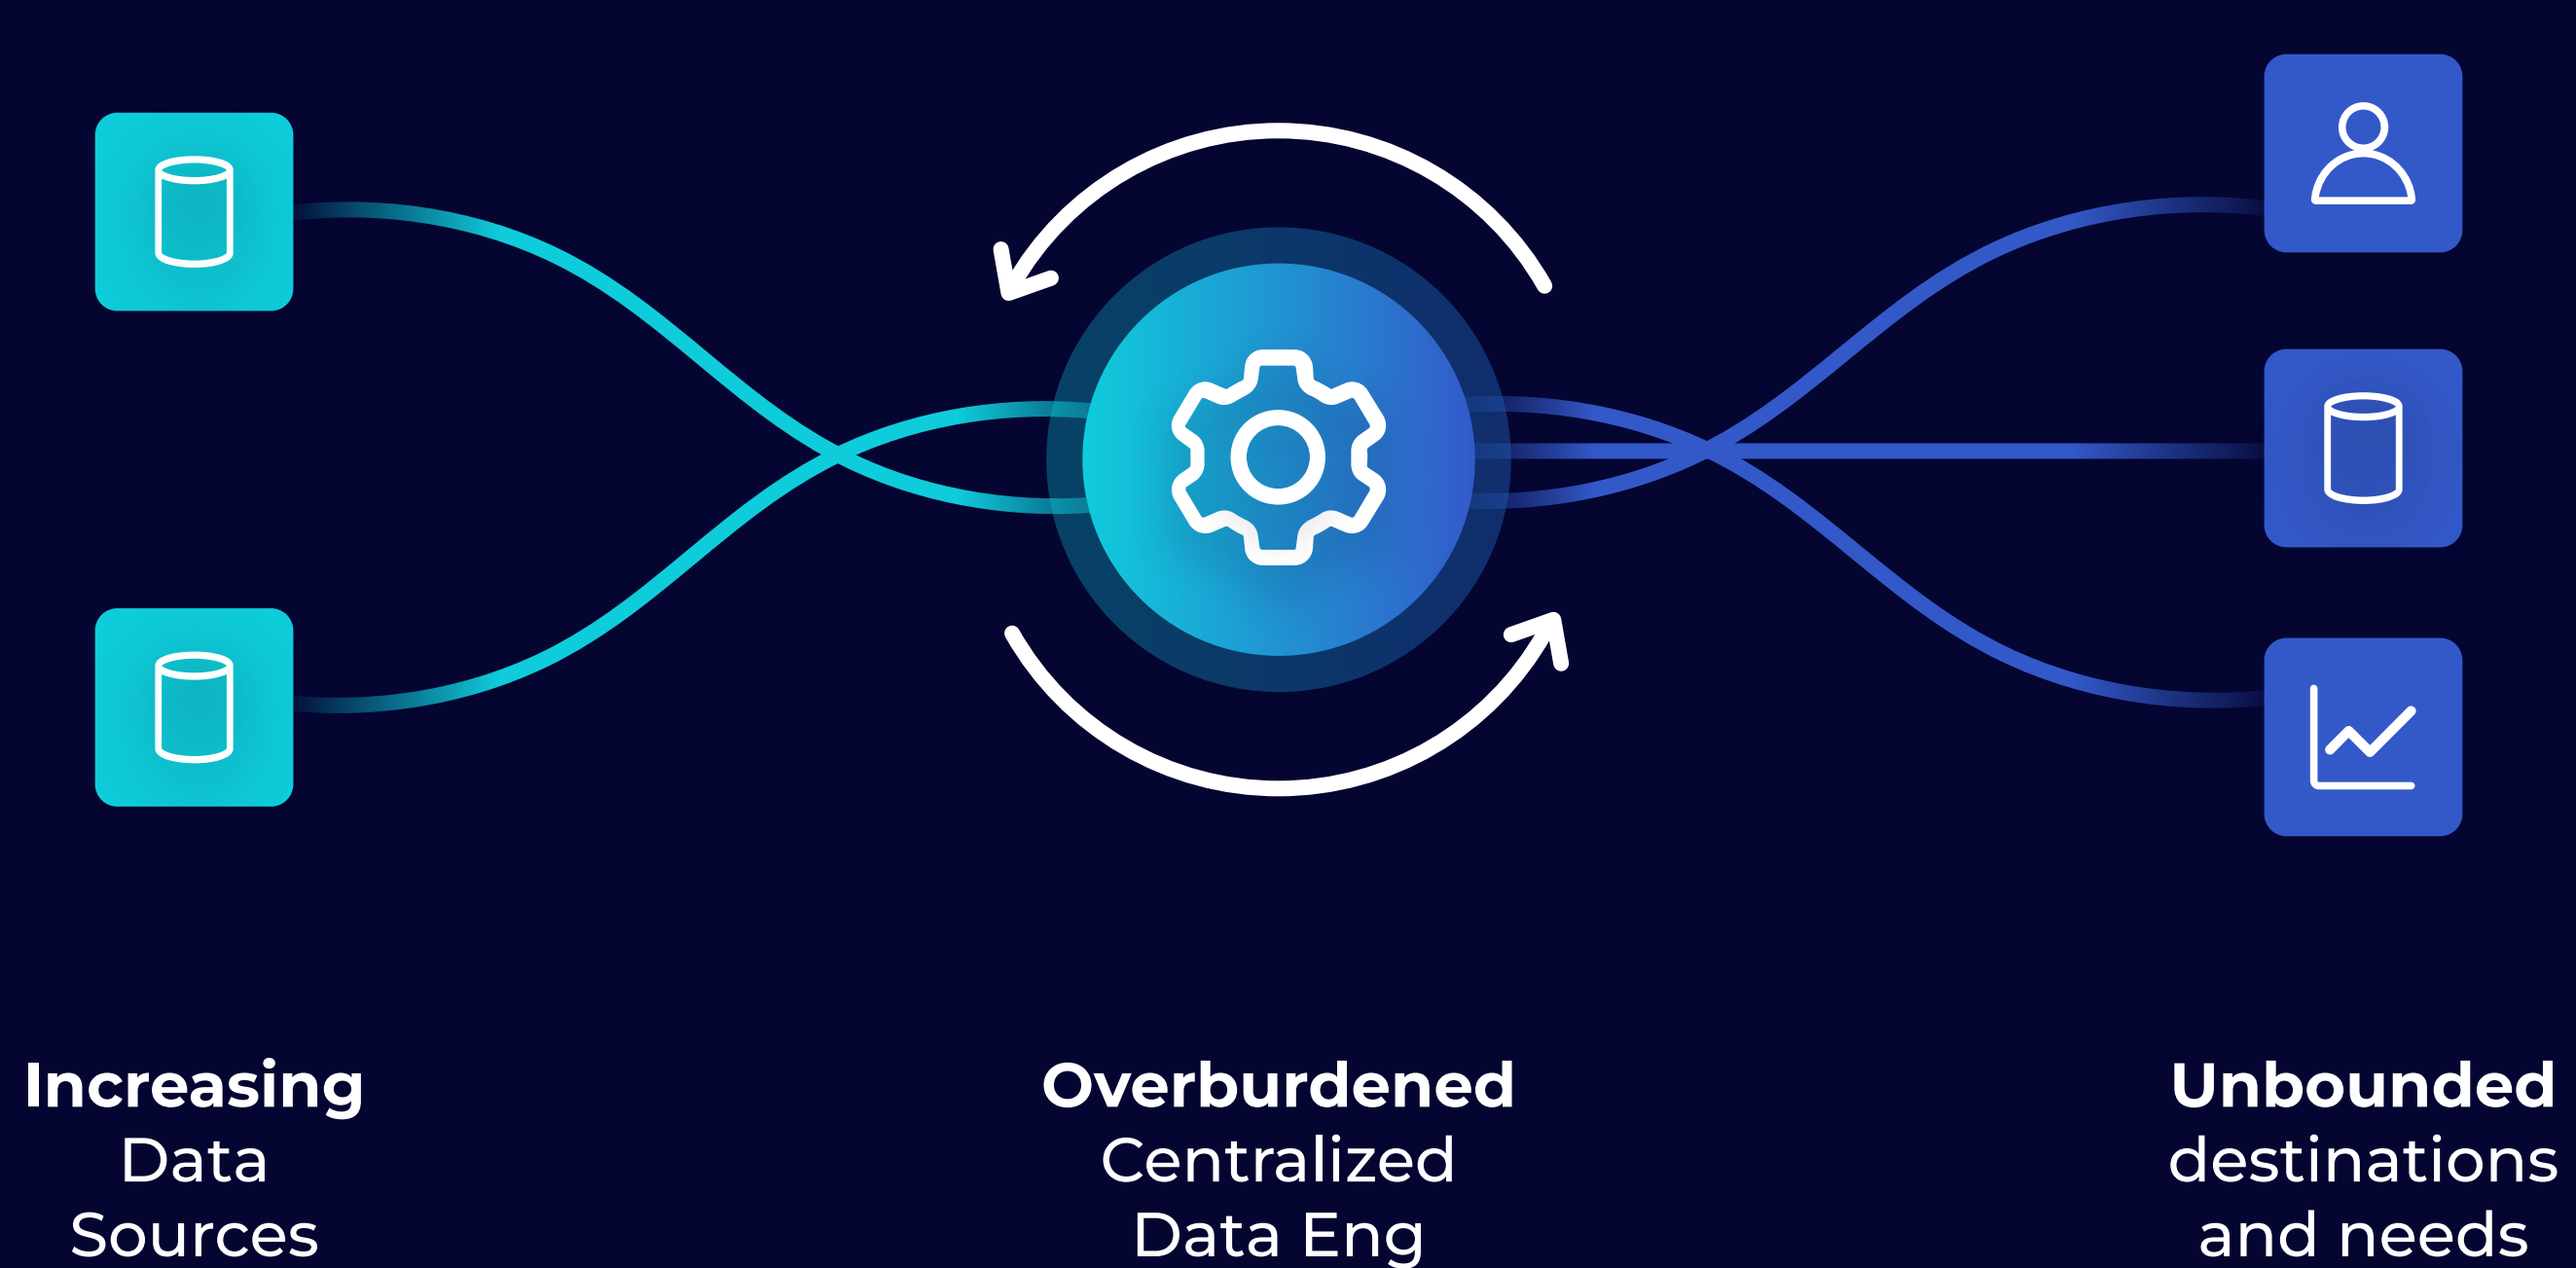 Increasing
Data
Sources
Overburdened
Centralized
Data Eng
Unbounded
destinations
and needs